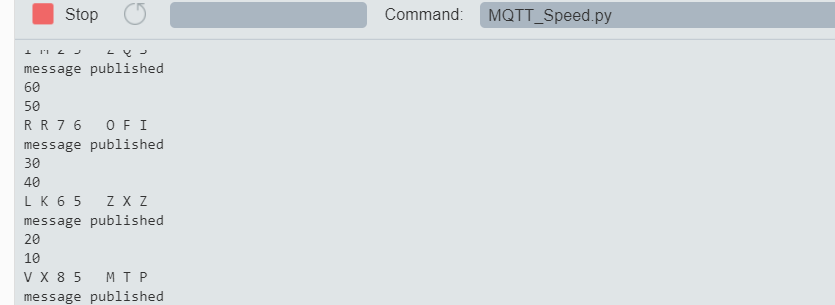 Stop Command: MQTT_Speed.py
message published
60
50
R R 7 6   O F I
message published
30
40
L K 6 5   Z X Z
message published
20
10
V X 8 5   M T P
message published